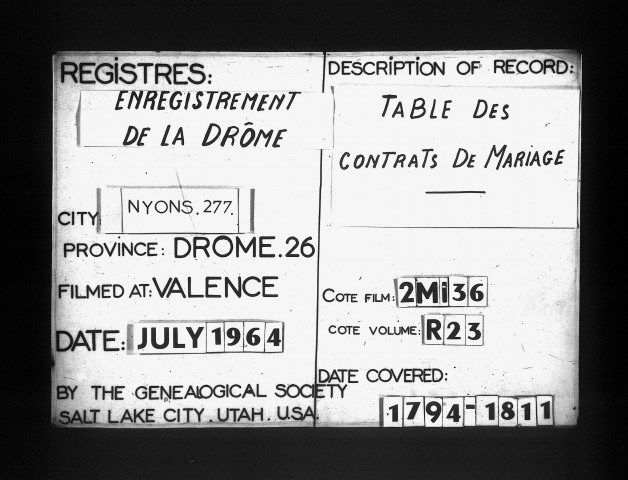 REGISTRES:
ENREGISTREMENT
DE LA DRÔME
CITY:
NYONS.277.
PROVINCE: DROME.26
FILMED AT: VALENCE
DATE: JULY 1964
BY THE GENEALOGICAL SOCIETY
SALT LAKE CITY. UTAH. U.S.A.
DESCRIPTION OF RECORD:
TABLE DES
CONTRATS DE MARIAGE
COTE FILM: 2Mi36
COTE VOLUME: R23
DATE COVERED:
1794-1811